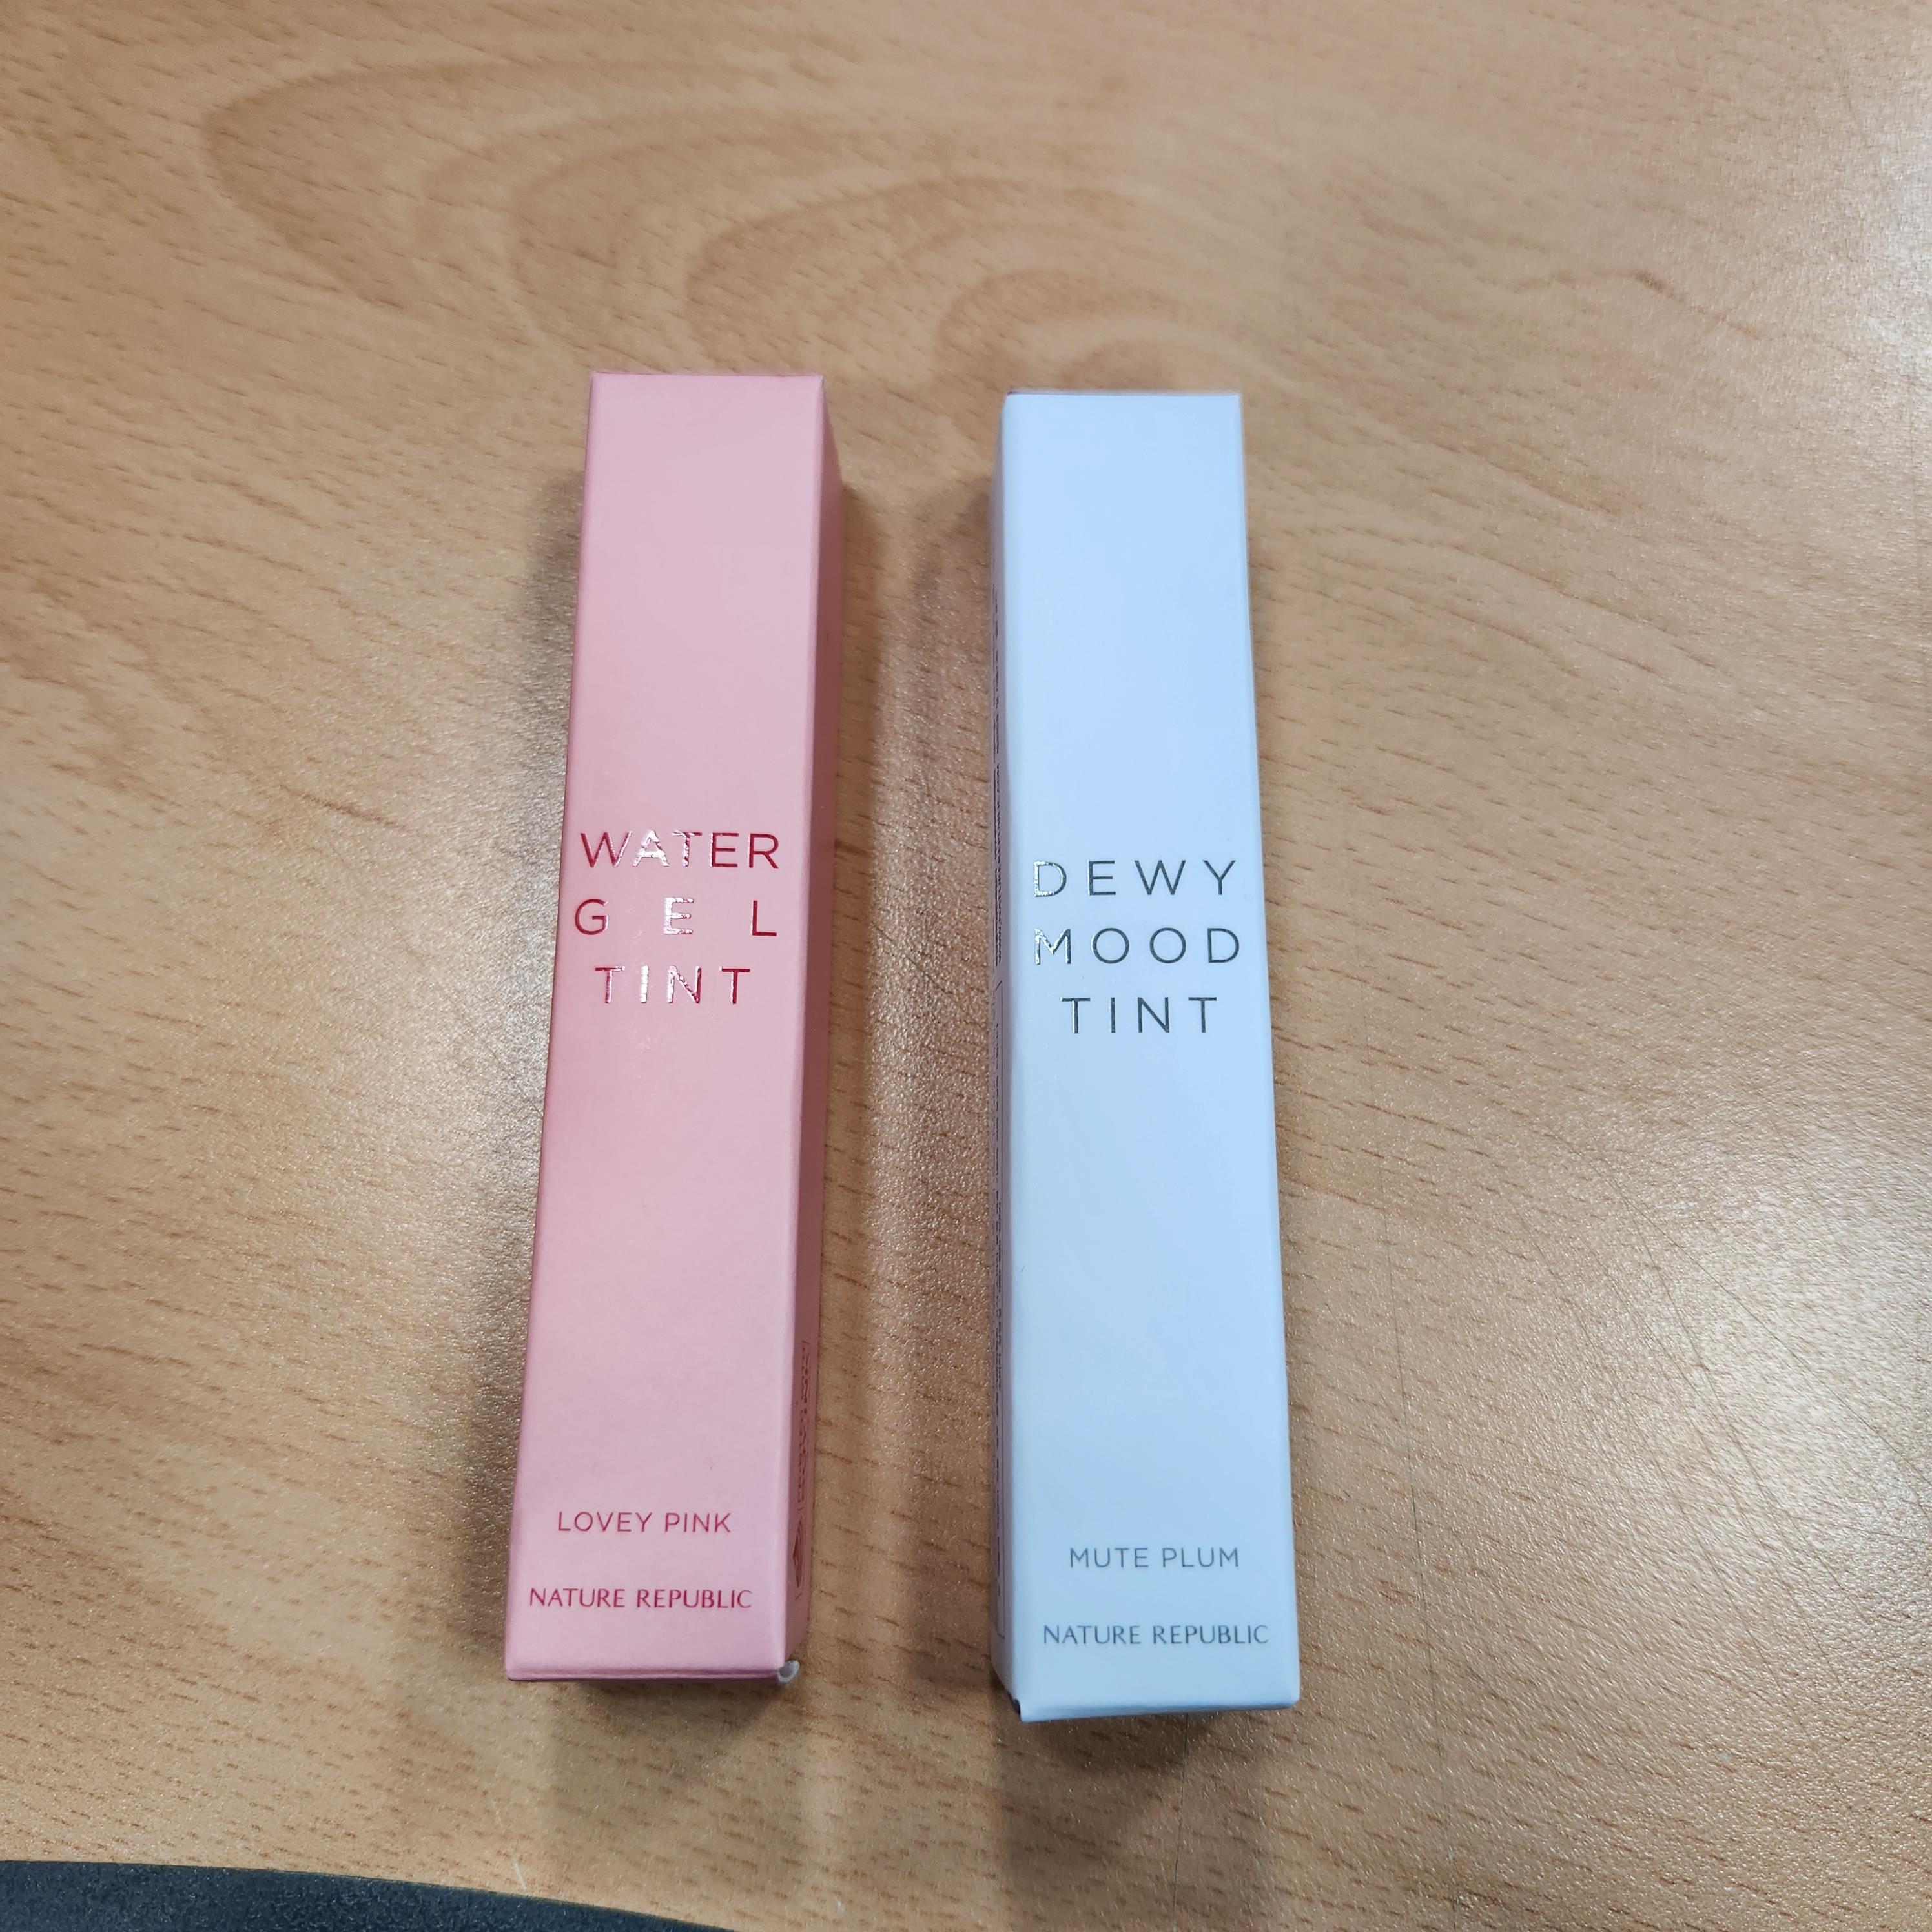 WATER
GEL
TINT
LOVEY PINK
NATURE REPUBLIC
DEWY
MOOD
TINT
MUTE PLUM
NATURE REPUBLIC